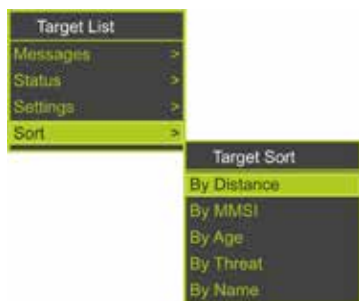 Target List
Messages >
Status >
Settings >
Sort >
Target Sort
By Distance
By MMSI
By Age
By Threat
By Name